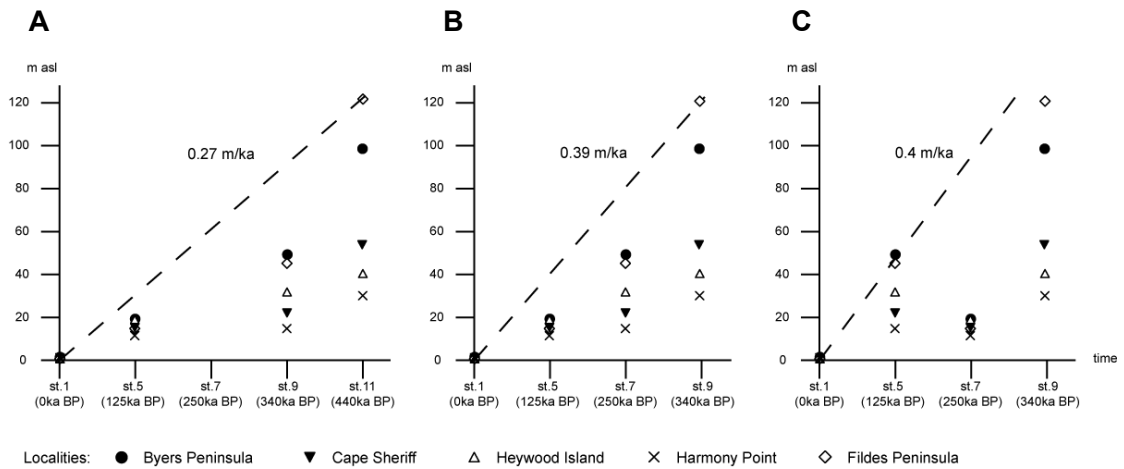 A
B
C
m asl
m asl
m asl
120
100
80
60
40
20
0
0.27 m/ka
st.1
(0ka BP)
st.5
(125ka BP)
st.7
(250ka BP)
st.9
(340ka BP)
st.11
(440ka BP)
120
100
80
60
40
20
0
0.39 m/ka
st.1
(0ka BP)
st.5
(125ka BP)
st.7
(250ka BP)
st.9
(340ka BP)
120
100
80
60
40
20
0
0.4 m/ka
time
st.1
(0ka BP)
st.5
(125ka BP)
st.7
(250ka BP)
st.9
(340ka BP)
Localities: Byers Peninsula Cape Sheriff Heywood Island Harmony Point Fildes Peninsula